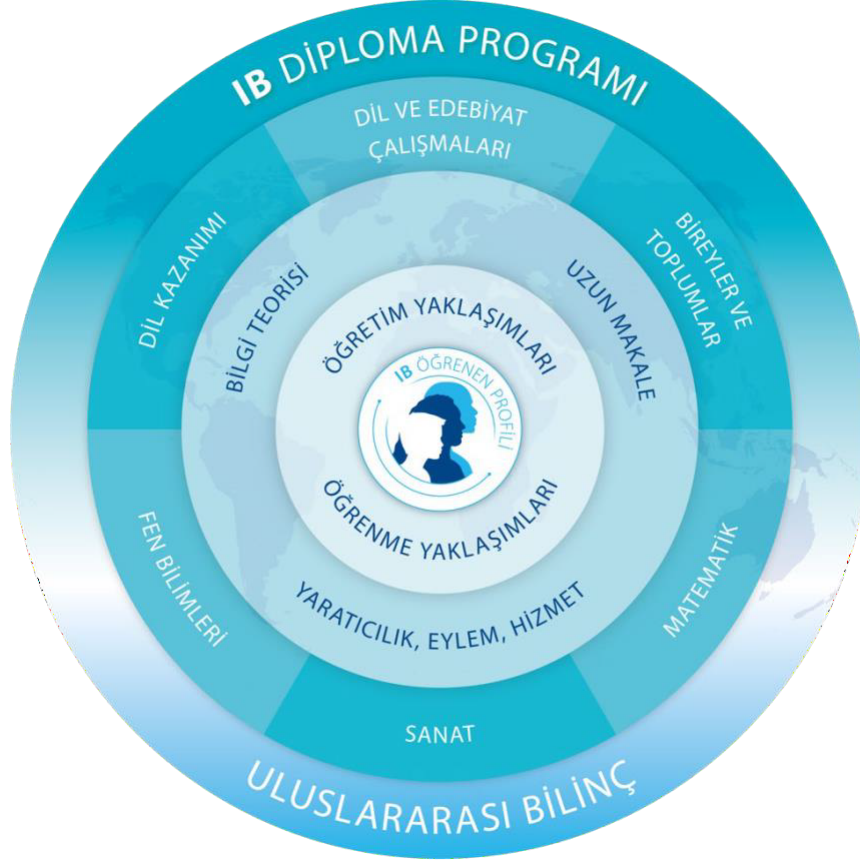 IB DİPLOMA PROGRAMI
DİL VE EDEBİYAT
ÇALIŞMALARI
DİL KAZANIMI
BİREYLER VE
TOPLUMLAR
BİLGİ TEORİSİ
UZUN MAKALE
ÖĞRETİM YAKLAŞIMLARI
IB ÖĞRENEN PROFİLİ
ÖĞRENME YAKLAŞIMLARI
FEN BİLİMLERİ
MATEMATİK
YARATICILIK, EYLEM, HİZMET
SANAT
ULUSLARARASI BİLİNÇ